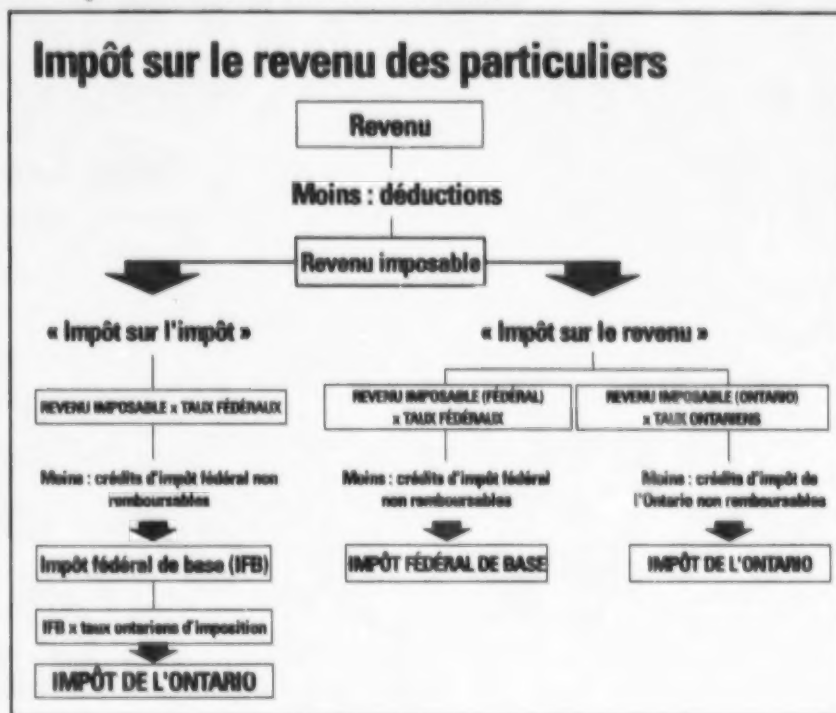 Impôt sur le revenu des particuliers
Revenu
Moins : déductions
Revenu imposable
« Impôt sur l'impôt »
REVENU IMPOSABLE x TAUX FÉDÉRAUX
Moins : crédits d'impôt fédéral non
remboursables
Impôt fédéral de base (IFB)
IFB x taux ontariens d'imposition
IMPÔT DE L'ONTARIO
« Impôt sur le revenu »
REVENU IMPOSABLE (FÉDÉRAL)
x TAUX FÉDÉRAUX
Moins : crédits d'impôt fédéral
non remboursables
IMPÔT FÉDÉRAL DE BASE
REVENU IMPOSABLE (ONTARIO)
x TAUX ONTARIENS
Moins : crédits d'impôt de
l'Ontario non remboursables
IMPÔT DE L'ONTARIO